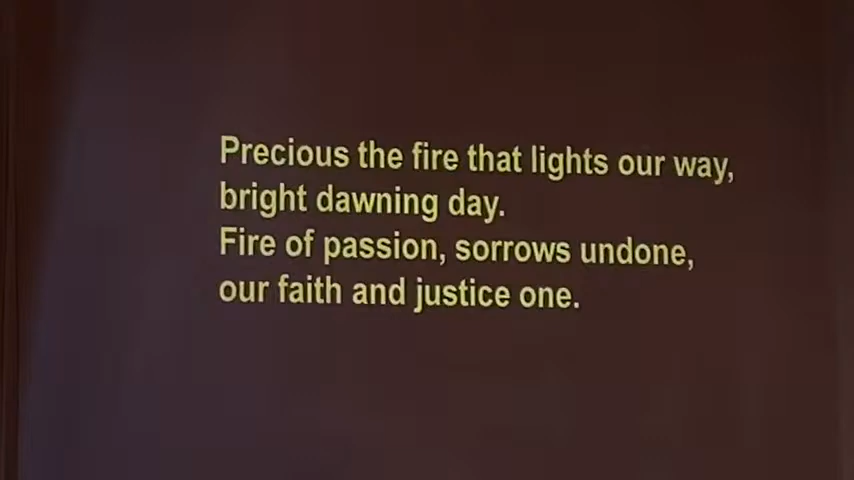 Precious the fire that lights our way,
bright dawning day.
Fire of passion, sorrows undone,
our faith and justice one.